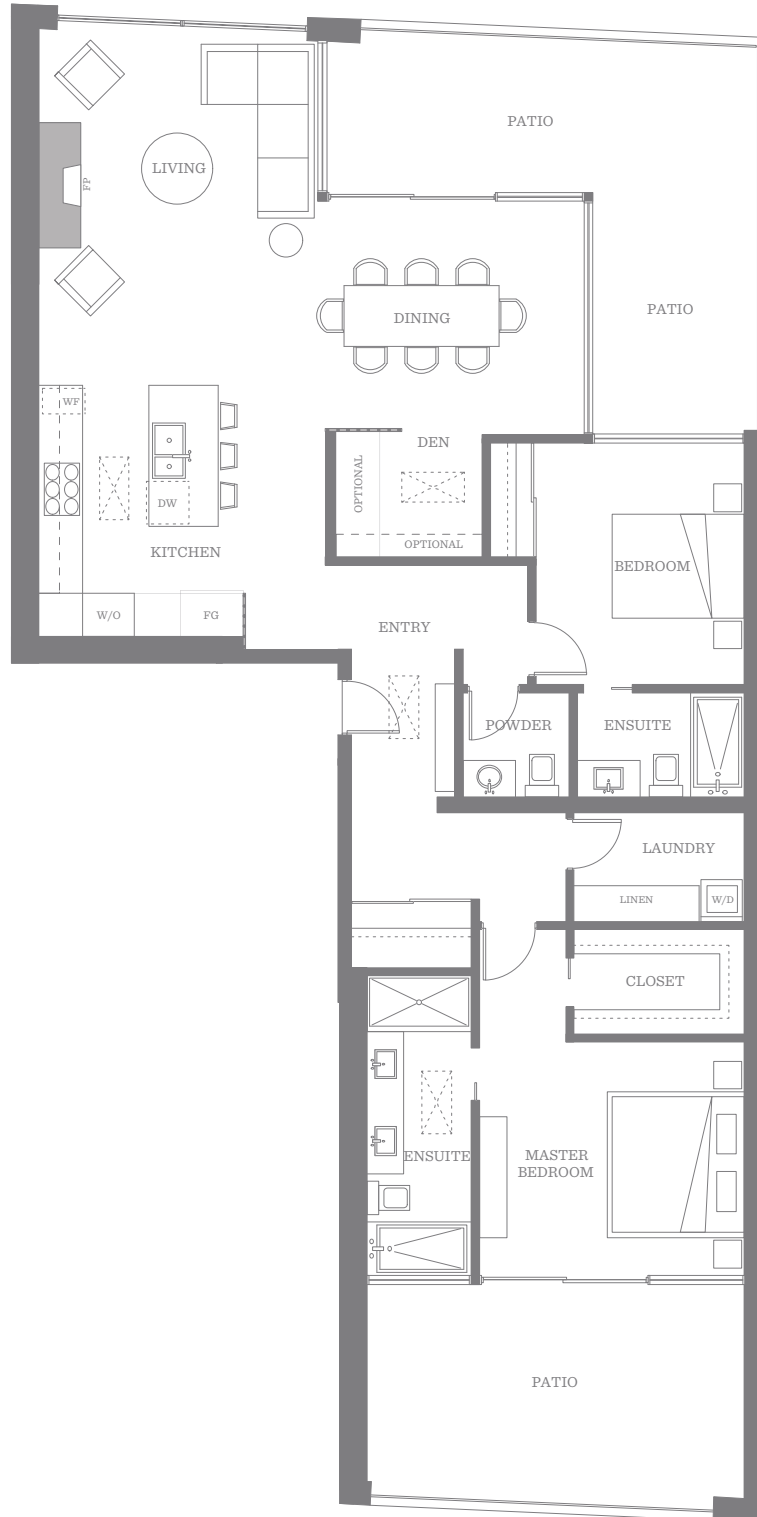 PATIO
LIVING
FP
PATIO
DINING
WF
DEN
OPTIONAL
DW
OPTIONAL
KITCHEN
BEDROOM
W/O
FG
ENTRY
POWDER
ENSUITE
LAUNDRY
LINEN
W/D
CLOSET
ENSUITE
MASTER
BEDROOM
PATIO